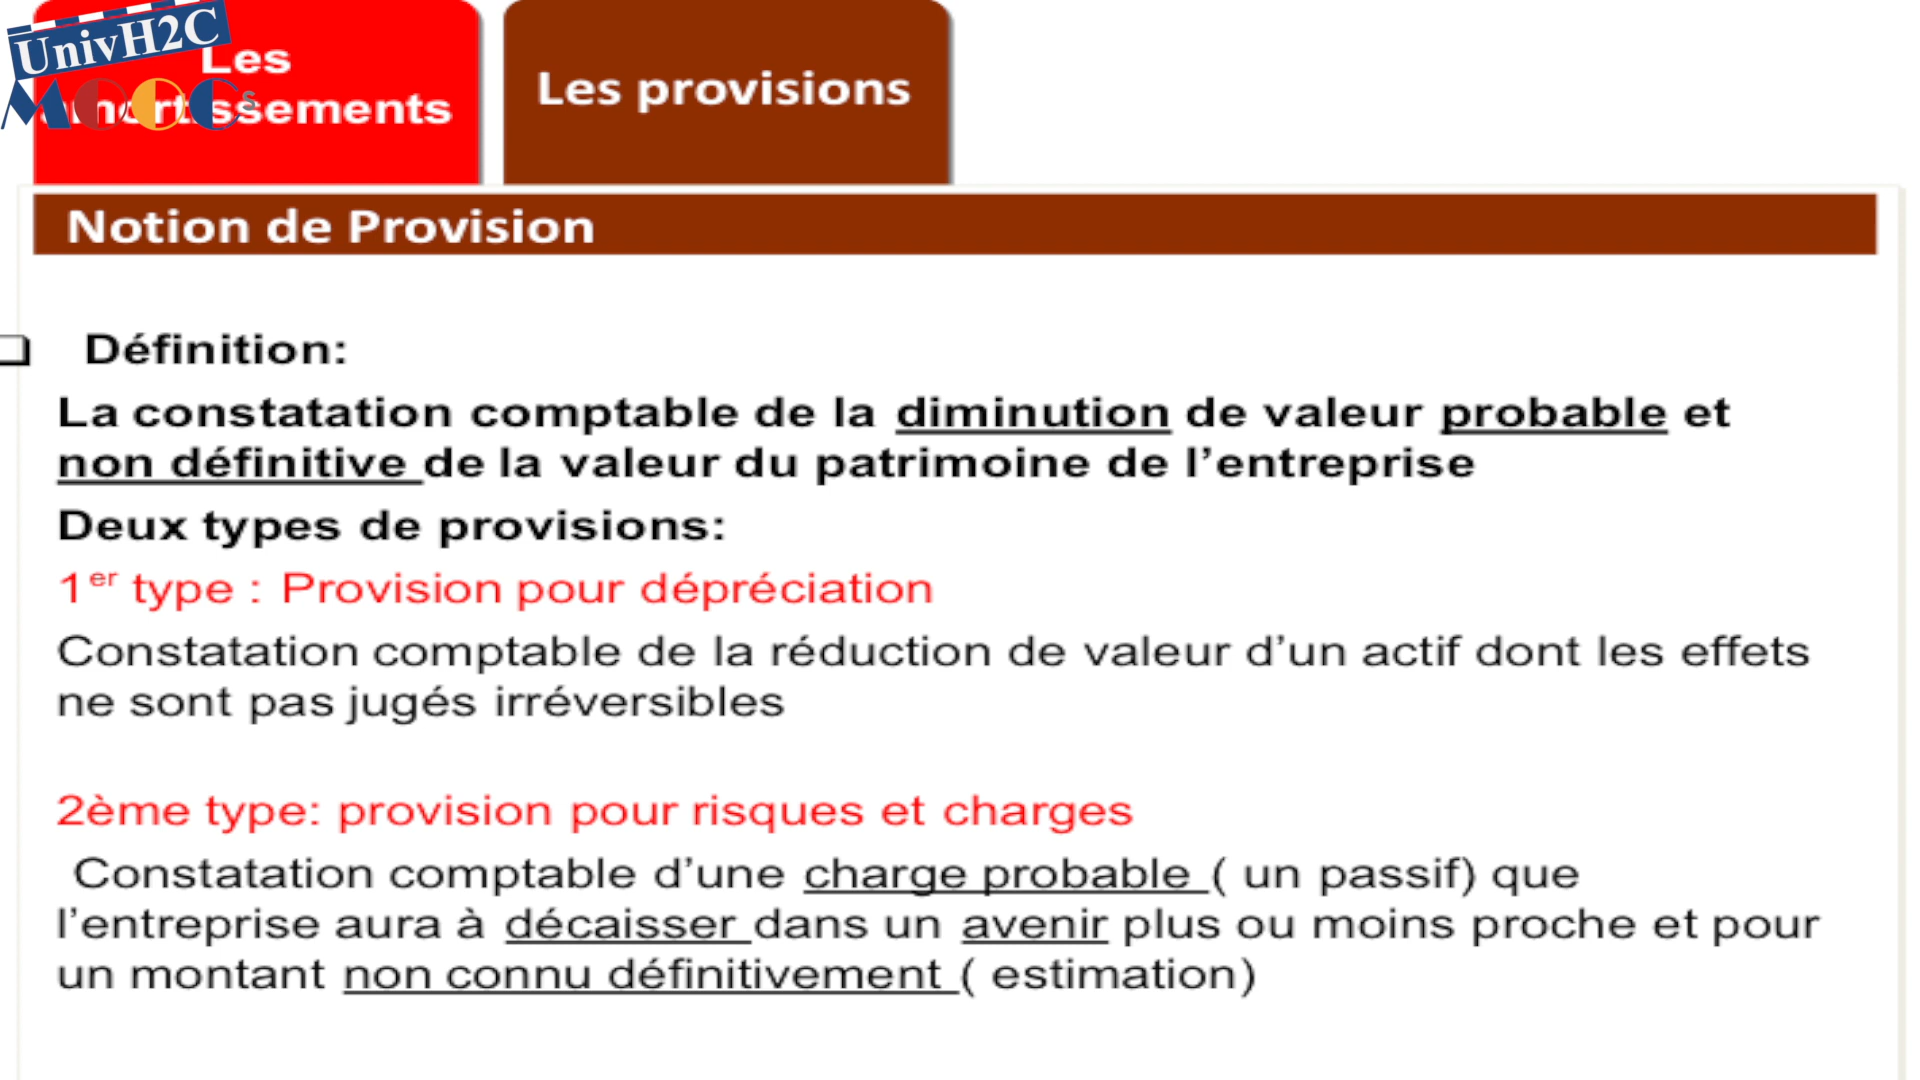 UnivH2C
MOOCs
Les
amortissements
Les provisions
Notion de Provision
Définition:
La constatation comptable de la diminution de valeur probable et
non définitive de la valeur du patrimoine de l’entreprise
Deux types de provisions:
1er type : Provision pour dépréciation
Constatation comptable de la réduction de valeur d’un actif dont les effets
ne sont pas jugés irréversibles
2ème type: provision pour risques et charges
Constatation comptable d’une charge probable ( un passif) que
l’entreprise aura à décaisser dans un avenir plus ou moins proche et pour
un montant non connu définitivement ( estimation)